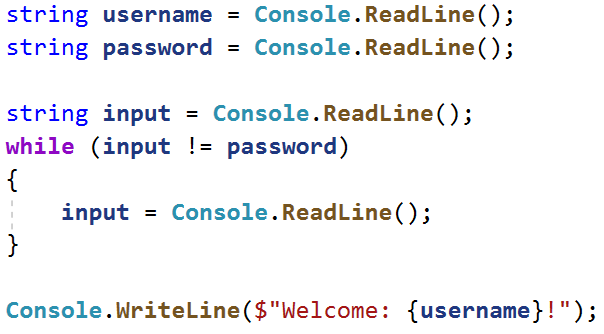 string username = Console.ReadLine();
string password = Console.ReadLine();

string input = Console.ReadLine();
while (input != password)
{
    input = Console.ReadLine();
}

Console.WriteLine($"Welcome: {username}!");